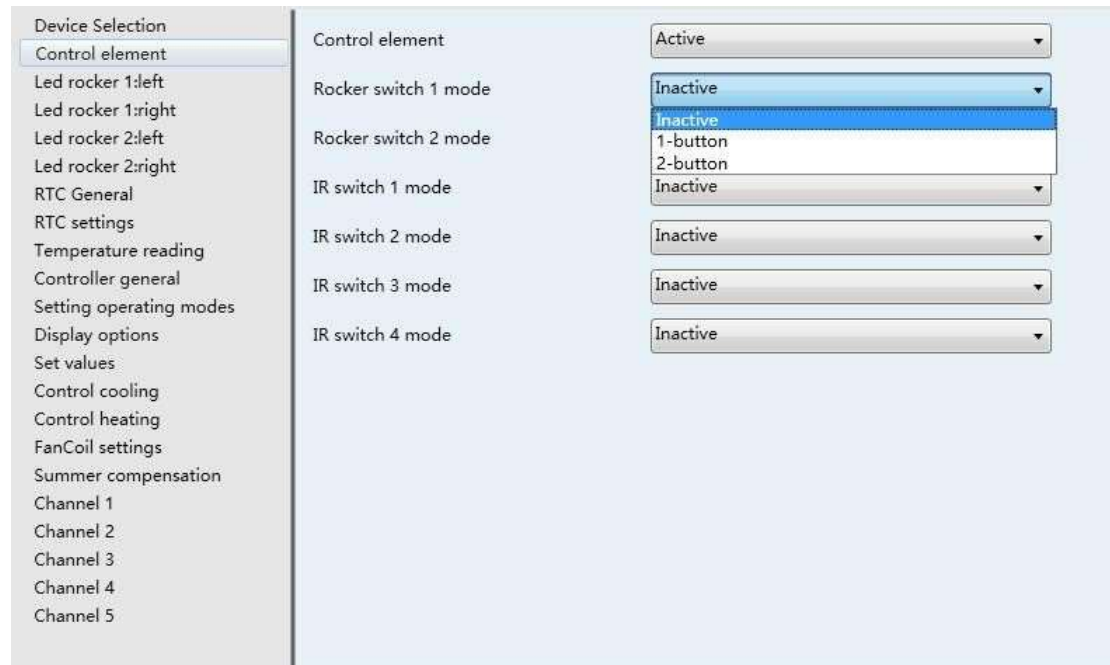 Device Selection
Control element
Led rocker 1:left
Led rocker 1:right
Led rocker 2:left
Led rocker 2:right
RTC General
RTC settings
Temperature reading
Controller general
Setting operating modes
Display options
Set values
Control cooling
Control heating
FanCoil settings
Summer compensation
Channel 1
Channel 2
Channel 3
Channel 4
Channel 5
Control element Active
Rocker switch 1 mode Inactive
Inactive
Rocker switch 2 mode 1-button
2-button
IR switch 1 mode Inactive
IR switch 2 mode Inactive
IR switch 3 mode Inactive
IR switch 4 mode Inactive